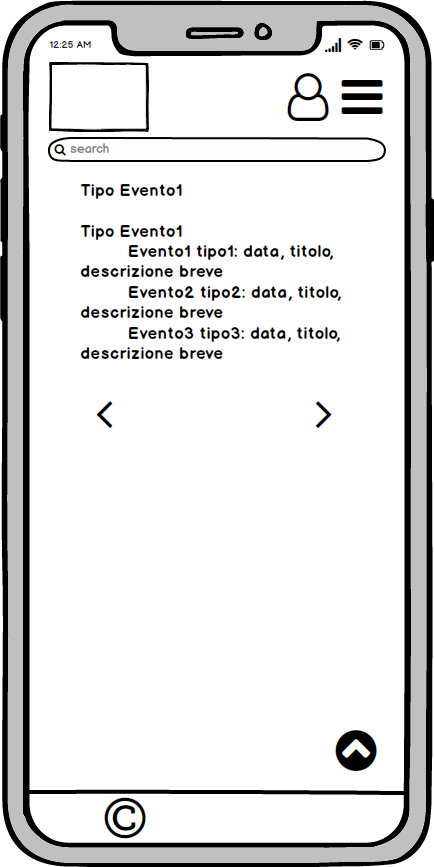 12:25 AM
search
Tipo Evento1
Tipo Evento1
Evento1 tipo1: data, titolo,
descrizione breve
Evento2 tipo2: data, titolo,
descrizione breve
Evento3 tipo3: data, titolo,
descrizione breve
©